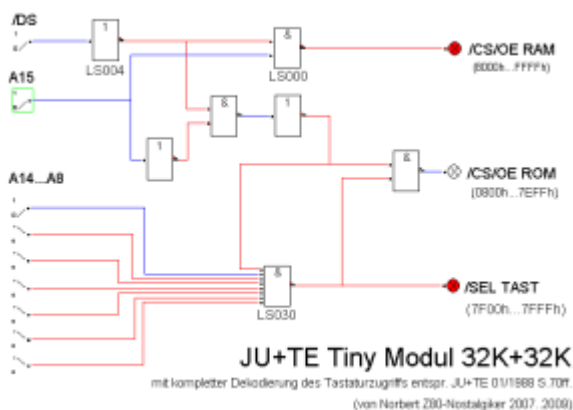 /DS
1
&
LS004
LS000
/CS/OE RAM
(8000h...FFFFh)
A15
&
1
1
&
/CS/OE ROM
(0800h...7EFFh)
A14...A8
&
LS030
/SEL TAST
(7F00h...7FFFh)
JU+TE Tiny Modul 32K+32K
mit kompletter Dekodierung des Tastaturzugriffs entspr. JU+TE 01/1988 S.70ff.
(von Norbert Z80-Nostalgiker 2007, 2009)